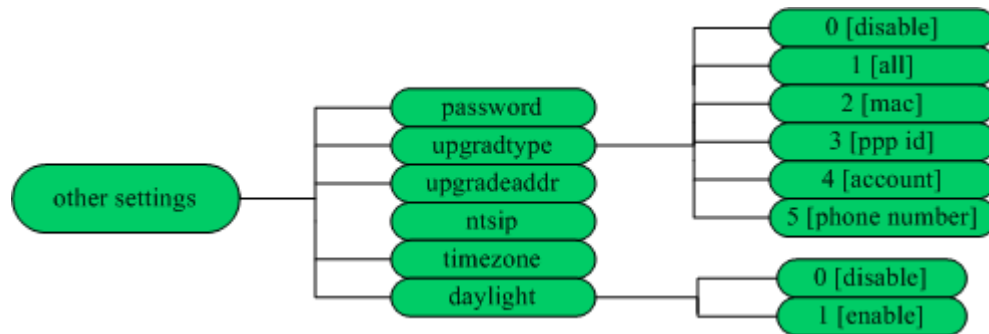 other settings
password
upgradtype
upgradeaddr
ntsip
timezone
daylight
0 [disable]
1 [all]
2 [mac]
3 [ppp id]
4 [account]
5 [phone number]
0 [disable]
1 [enable]